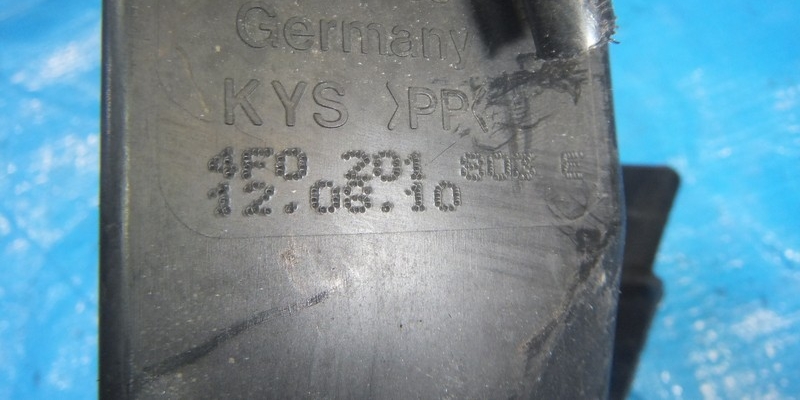 Germany
KYS >PP<
4F0 201 E
12.08.10